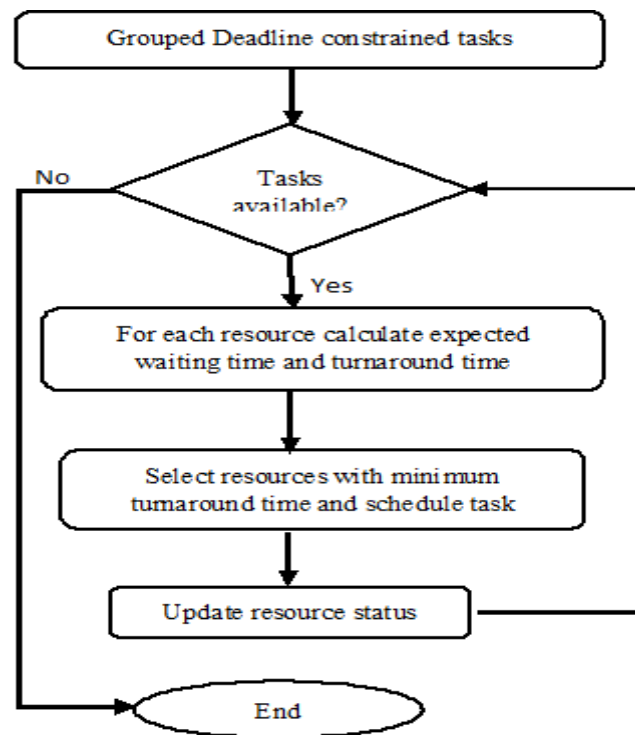 Grouped Deadline constrained tasks
No
Tasks
available?
Yes
For each resource calculate expected
waiting time and turnaround time
Select resources with minimum
turnaround time and schedule task
Update resource status
End